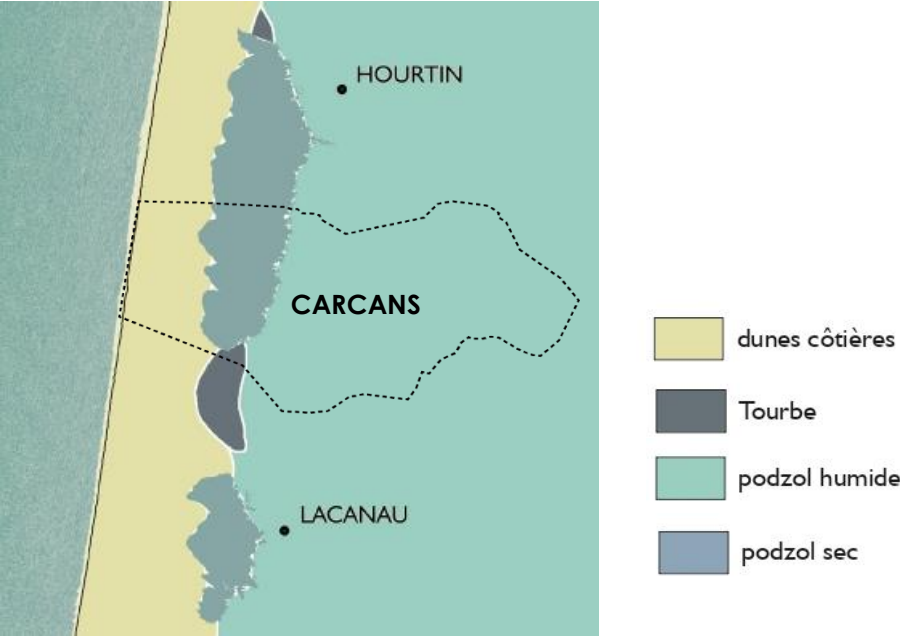 HOURTIN
CARCANS
LACANAU
dunes côtières
Tourbe
podzol humide
podzol sec